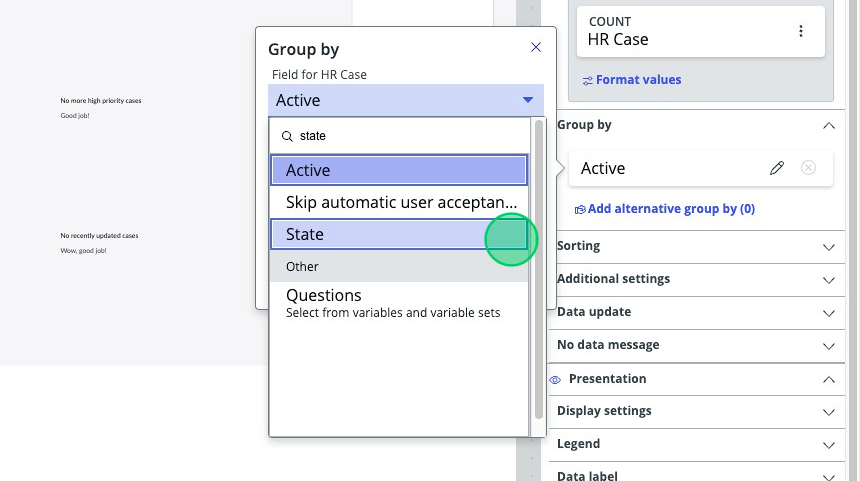 No more high priority cases
Good job!
No recently updated cases
Wow, good job!
Group by
Field for HR Case
Active
state
Active
Skip automatic user acceptan...
State
Other
Questions
Select from variables and variable sets
COUNT
HR Case
Format values
Group by
Active
Add alternative group by (0)
Sorting
Additional settings
Data update
No data message
Presentation
Display settings
Legend
Data label